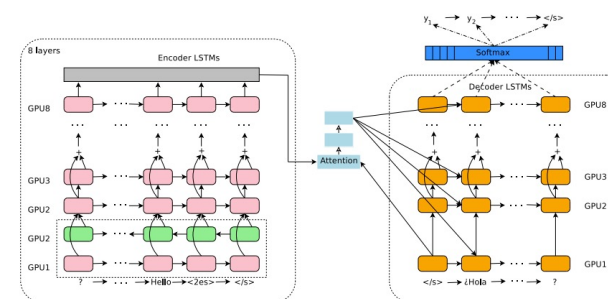 y₁ y₂ ... </s>
Softmax
8 layers
Encoder LSTMs
Decoder LSTMs
GPU8 GPU8
... ... ... ... ... ... ...
+ + + + + + +
Attention
GPU3 GPU3
GPU2 GPU2
GPU2
GPU1 GPU1
? ... Hello <2es> </s> </s> ¿Hola ... ?